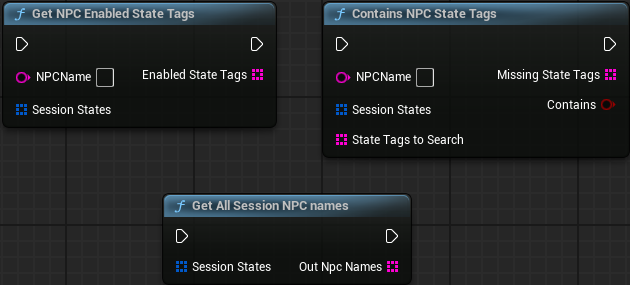 Get NPC Enabled State Tags
NPCName
Enabled State Tags
Session States
Contains NPC State Tags
NPCName
Missing State Tags
Session States
Contains
State Tags to Search
Get All Session NPC names
Session States
Out Npc Names